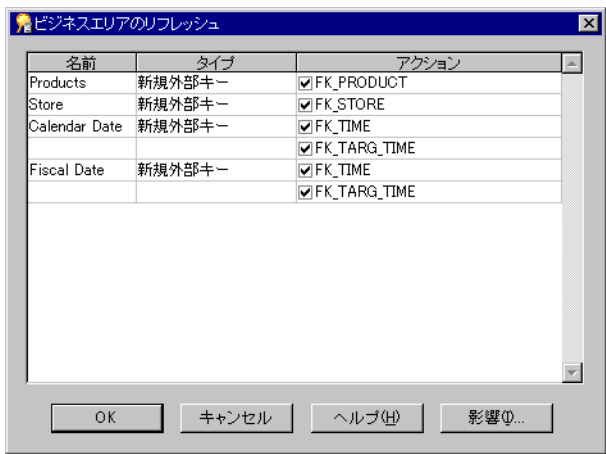 ビジネスエリアのリフレッシュ
名前 タイプ アクション
Products 新規外部キー FK_PRODUCT
Store 新規外部キー FK_STORE
Calendar Date 新規外部キー FK_TIME
FK_TARG_TIME
Fiscal Date 新規外部キー FK_TIME
FK_TARG_TIME
OK キャンセル ヘルプ(H) 影響(I)...